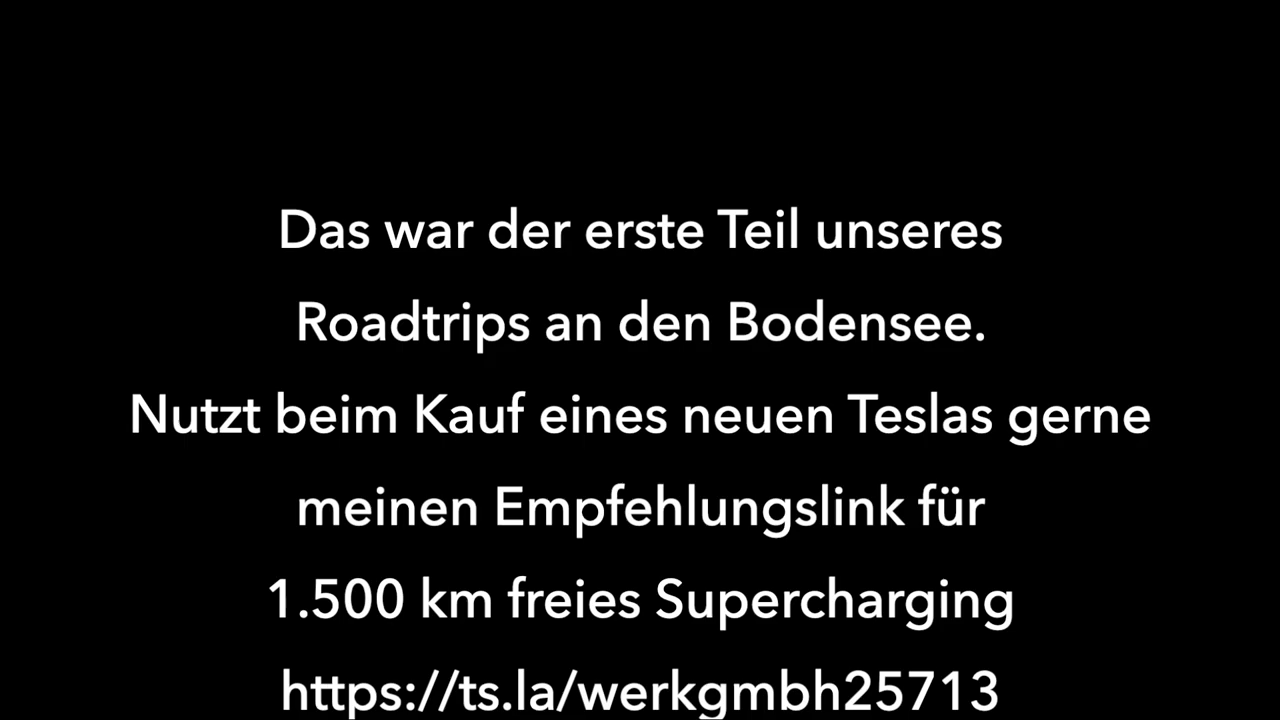 Das war der erste Teil unseres
Roadtrips an den Bodensee.
Nutzt beim Kauf eines neuen Teslas gerne
meinen Empfehlungslink für
1.500 km freies Supercharging
https://ts.la/werkgmbh25713